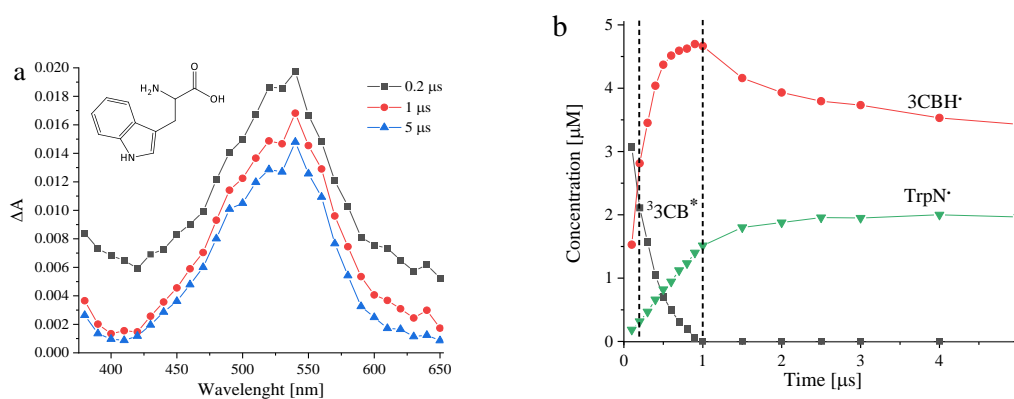 a
0.020
0.018
0.016
0.014
0.012
0.010
0.008
0.006
0.004
0.002
0.000
ΔA
400
450
500
550
600
650
Wavelenght [nm]
H₂N
O
OH
HN
0.2 μs
1 μs
5 μs
b
5
4
3
2
1
0
Concentration [μM]
0
1
2
3
4
Time [μs]
3CBH·
³3CB*
TrpN·